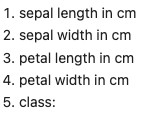 1. sepal length in cm
2. sepal width in cm
3. petal length in cm
4. petal width in cm
5. class: